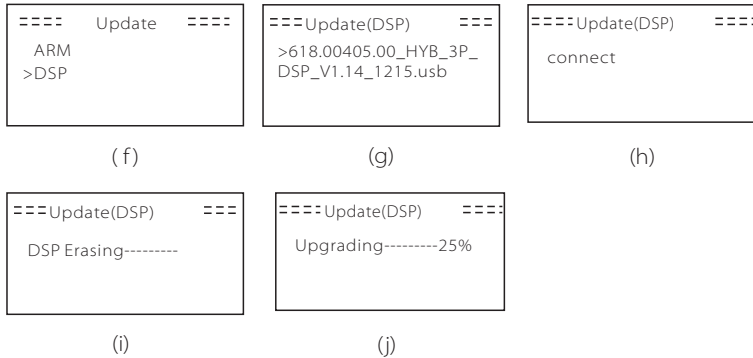 ==== Update ====
ARM
>DSP
(f)
===Update(DSP) ===
>618.00405.00_HYB_3P_
DSP_V1.14_1215.usb
(g)
====Update(DSP) ====
connect
(h)
===Update(DSP) ===
DSP Erasing---------
(i)
====Update(DSP) ====
Upgrading---------25%
(j)